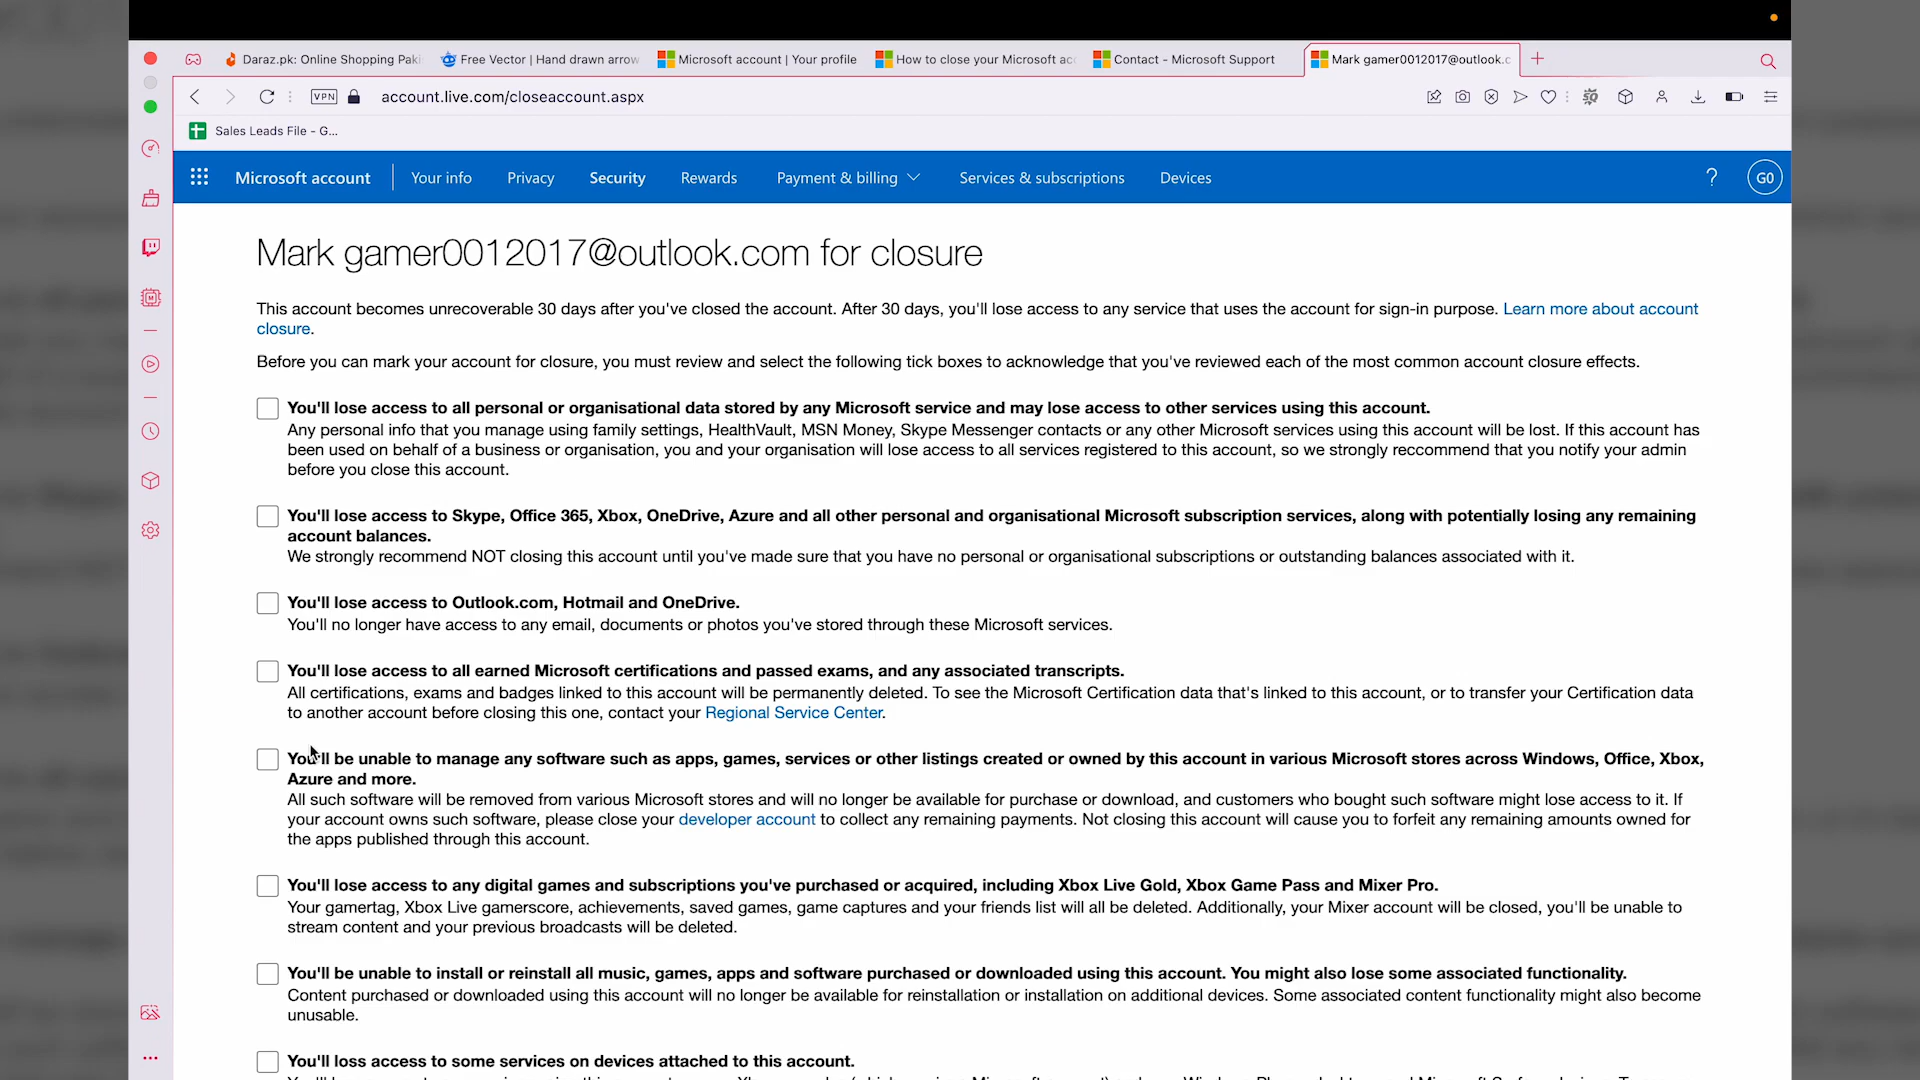 Daraz.pk: Online Shopping Paki
Free Vector | Hand drawn arrow
Microsoft account | Your profile
How to close your Microsoft ac
Contact - Microsoft Support
Mark gamer0012017@outlook.c
VPN
account.live.com/closeaccount.aspx
Sales Leads File - G...
Microsoft account
Your info
Privacy
Security
Rewards
Payment & billing
Services & subscriptions
Devices
?
G0
Mark gamer0012017@outlook.com for closure
This account becomes unrecoverable 30 days after you've closed the account. After 30 days, you'll lose access to any service that uses the account for sign-in purpose. Learn more about account
closure.
Before you can mark your account for closure, you must review and select the following tick boxes to acknowledge that you've reviewed each of the most common account closure effects.
You'll lose access to all personal or organisational data stored by any Microsoft service and may lose access to other services using this account.
Any personal info that you manage using family settings, HealthVault, MSN Money, Skype Messenger contacts or any other Microsoft services using this account will be lost. If this account has
been used on behalf of a business or organisation, you and your organisation will lose access to all services registered to this account, so we strongly reccommend that you notify your admin
before you close this account.
You'll lose access to Skype, Office 365, Xbox, OneDrive, Azure and all other personal and organisational Microsoft subscription services, along with potentially losing any remaining
account balances.
We strongly recommend NOT closing this account until you've made sure that you have no personal or organisational subscriptions or outstanding balances associated with it.
You'll lose access to Outlook.com, Hotmail and OneDrive.
You'll no longer have access to any email, documents or photos you've stored through these Microsoft services.
You'll lose access to all earned Microsoft certifications and passed exams, and any associated transcripts.
All certifications, exams and badges linked to this account will be permanently deleted. To see the Microsoft Certification data that's linked to this account, or to transfer your Certification data
to another account before closing this one, contact your Regional Service Center.
You'll be unable to manage any software such as apps, games, services or other listings created or owned by this account in various Microsoft stores across Windows, Office, Xbox,
Azure and more.
All such software will be removed from various Microsoft stores and will no longer be available for purchase or download, and customers who bought such software might lose access to it. If
your account owns such software, please close your developer account to collect any remaining payments. Not closing this account will cause you to forfeit any remaining amounts owned for
the apps published through this account.
You'll lose access to any digital games and subscriptions you've purchased or acquired, including Xbox Live Gold, Xbox Game Pass and Mixer Pro.
Your gamertag, Xbox Live gamerscore, achievements, saved games, game captures and your friends list will all be deleted. Additionally, your Mixer account will be closed, you'll be unable to
stream content and your previous broadcasts will be deleted.
You'll be unable to install or reinstall all music, games, apps and software purchased or downloaded using this account. You might also lose some associated functionality.
Content purchased or downloaded using this account will no longer be available for reinstallation or installation on additional devices. Some associated content functionality might also become
unusable.
You'll loss access to some services on devices attached to this account.